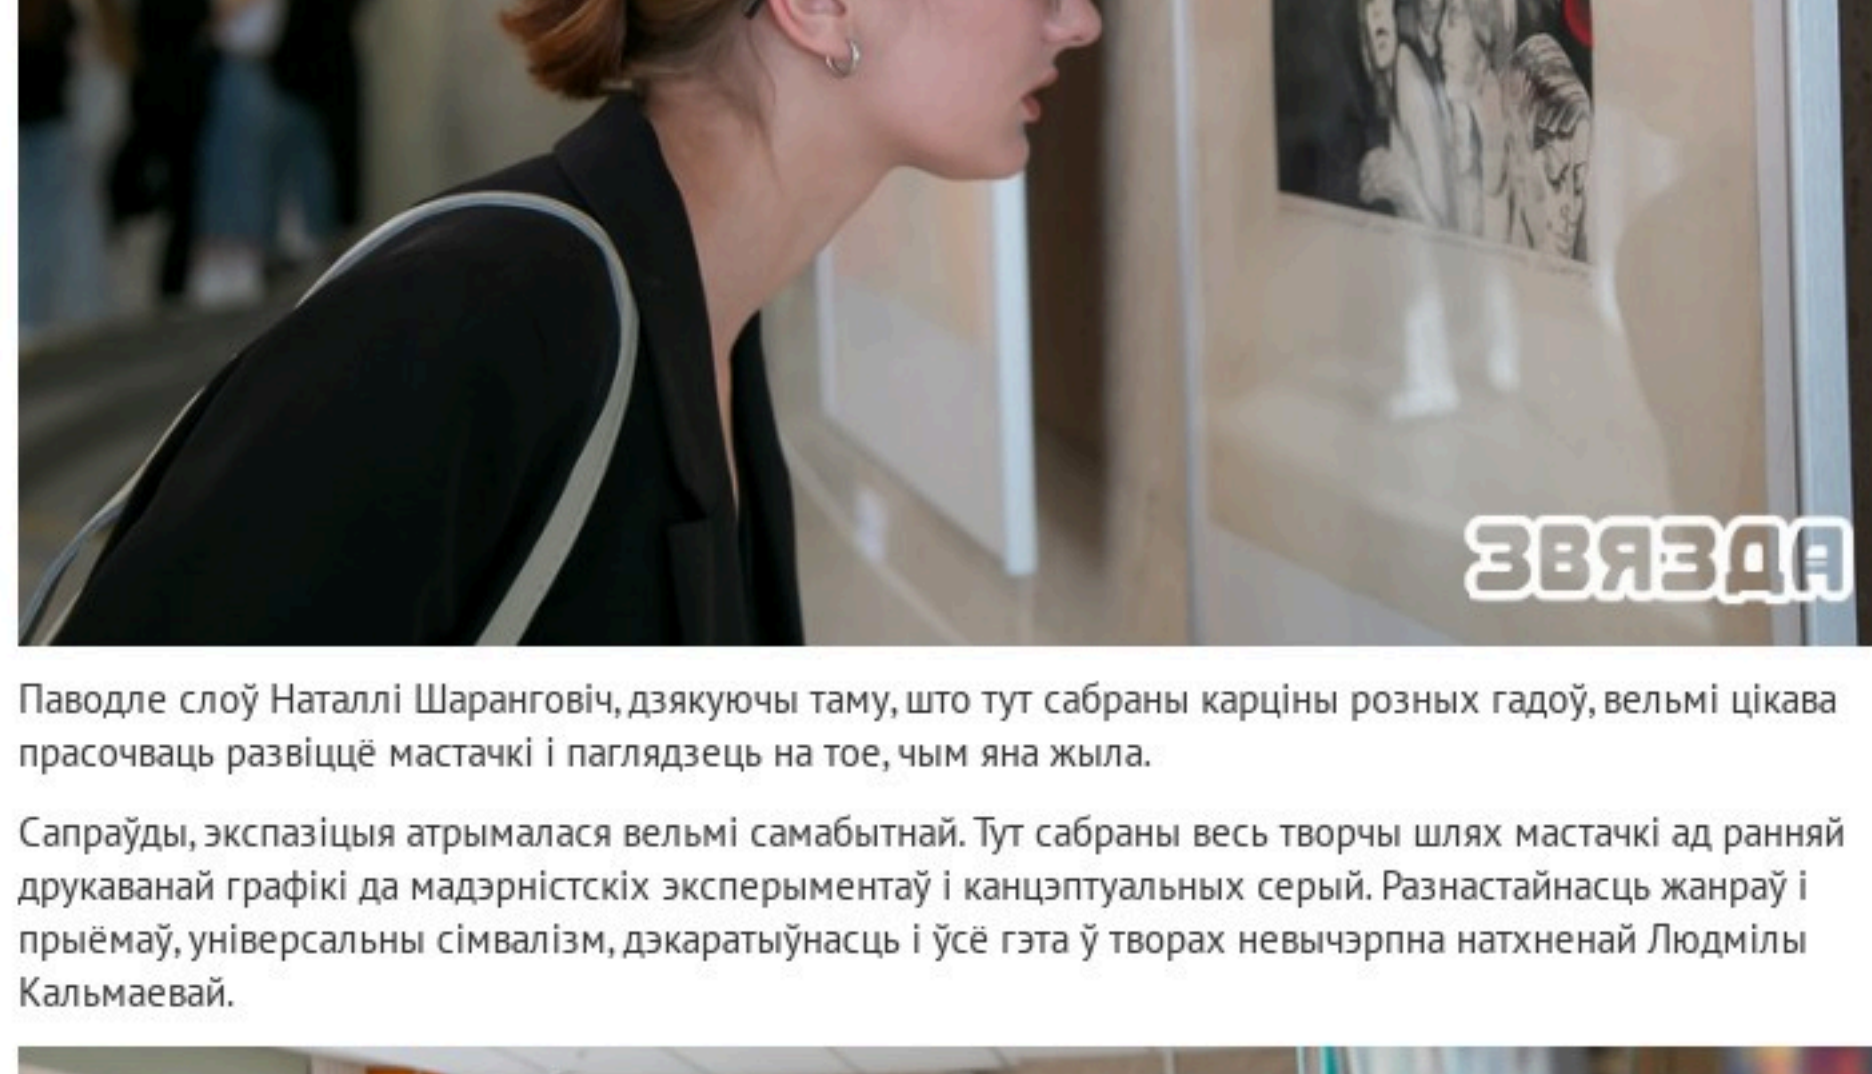 ЗВЯЗДА
Паводле слоў Наталлі Шаранговіч, дзякуючы таму, што тут сабраны карціны розных гадоў, вельмі цікава
прасочваць развіццё мастачкі і паглядзець на тое, чым яна жыла.
Сапраўды, экспазіцыя атрымалася вельмі самабытнай. Тут сабраны весь творчы шлях мастачкі ад ранняй
друкаванай графікі да мадэрністскіх эксперыментаў і канцэптуальных серый. Разнастайнасць жанраў і
прыёмаў, універсальны сімвалізм, дэкаратыўнасць і ўсё гэта ў творах невычэрпна натхненай Людмілы
Кальмаевай.